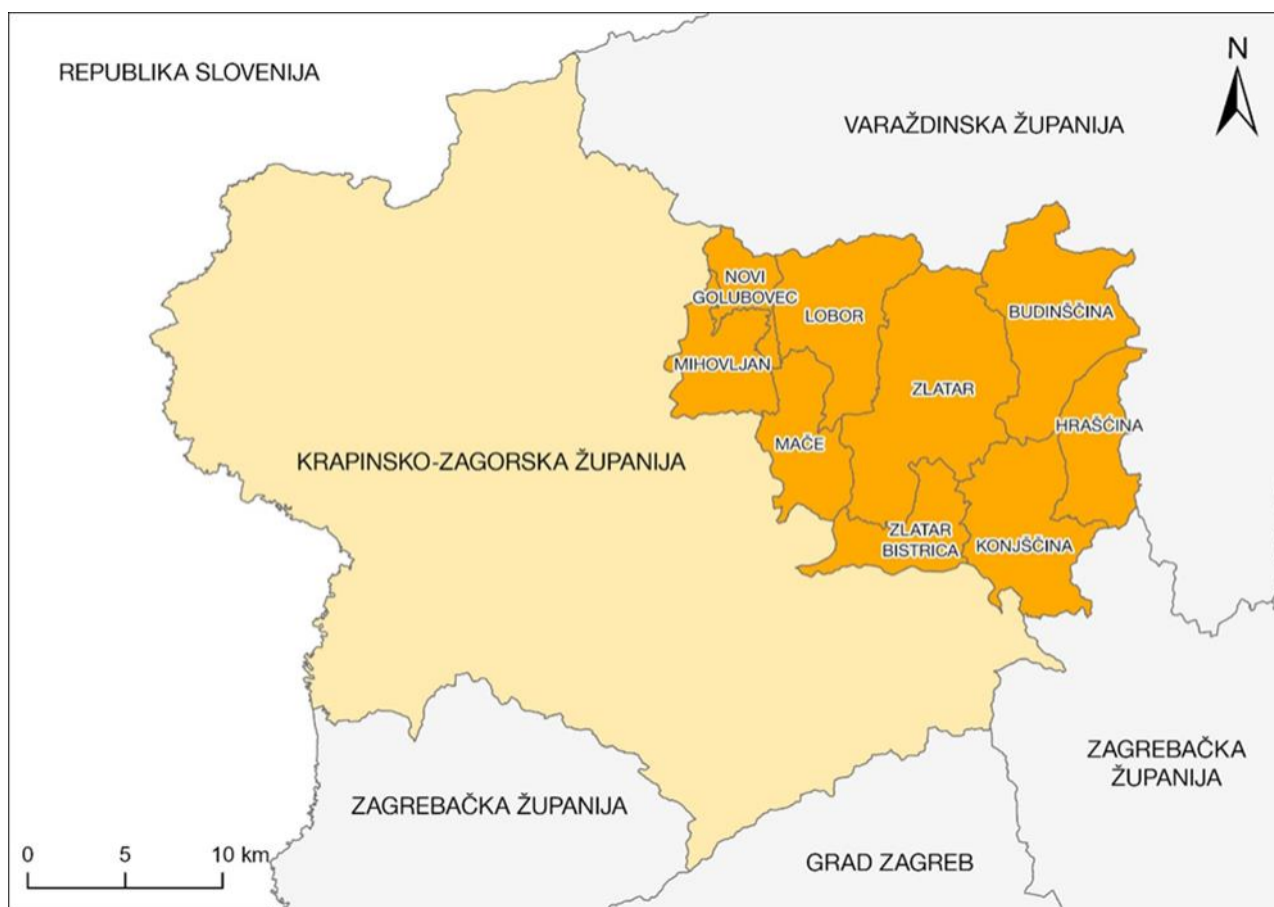 REPUBLIKA SLOVENIJA
N
VARAŽDINSKA ŽUPANIJA
NOVI
GOLUBOVEC
LOBOR
BUDINŠČINA
MIHOVLJAN
ZLATAR
HRAŠĆINA
MAČE
KRAPINSKO-ZAGORSKA ŽUPANIJA
ZLATAR
BISTRICA
KONJŠČINA
ZAGREBAČKA
ŽUPANIJA
ZAGREBAČKA ŽUPANIJA
GRAD ZAGREB
0 5 10 km